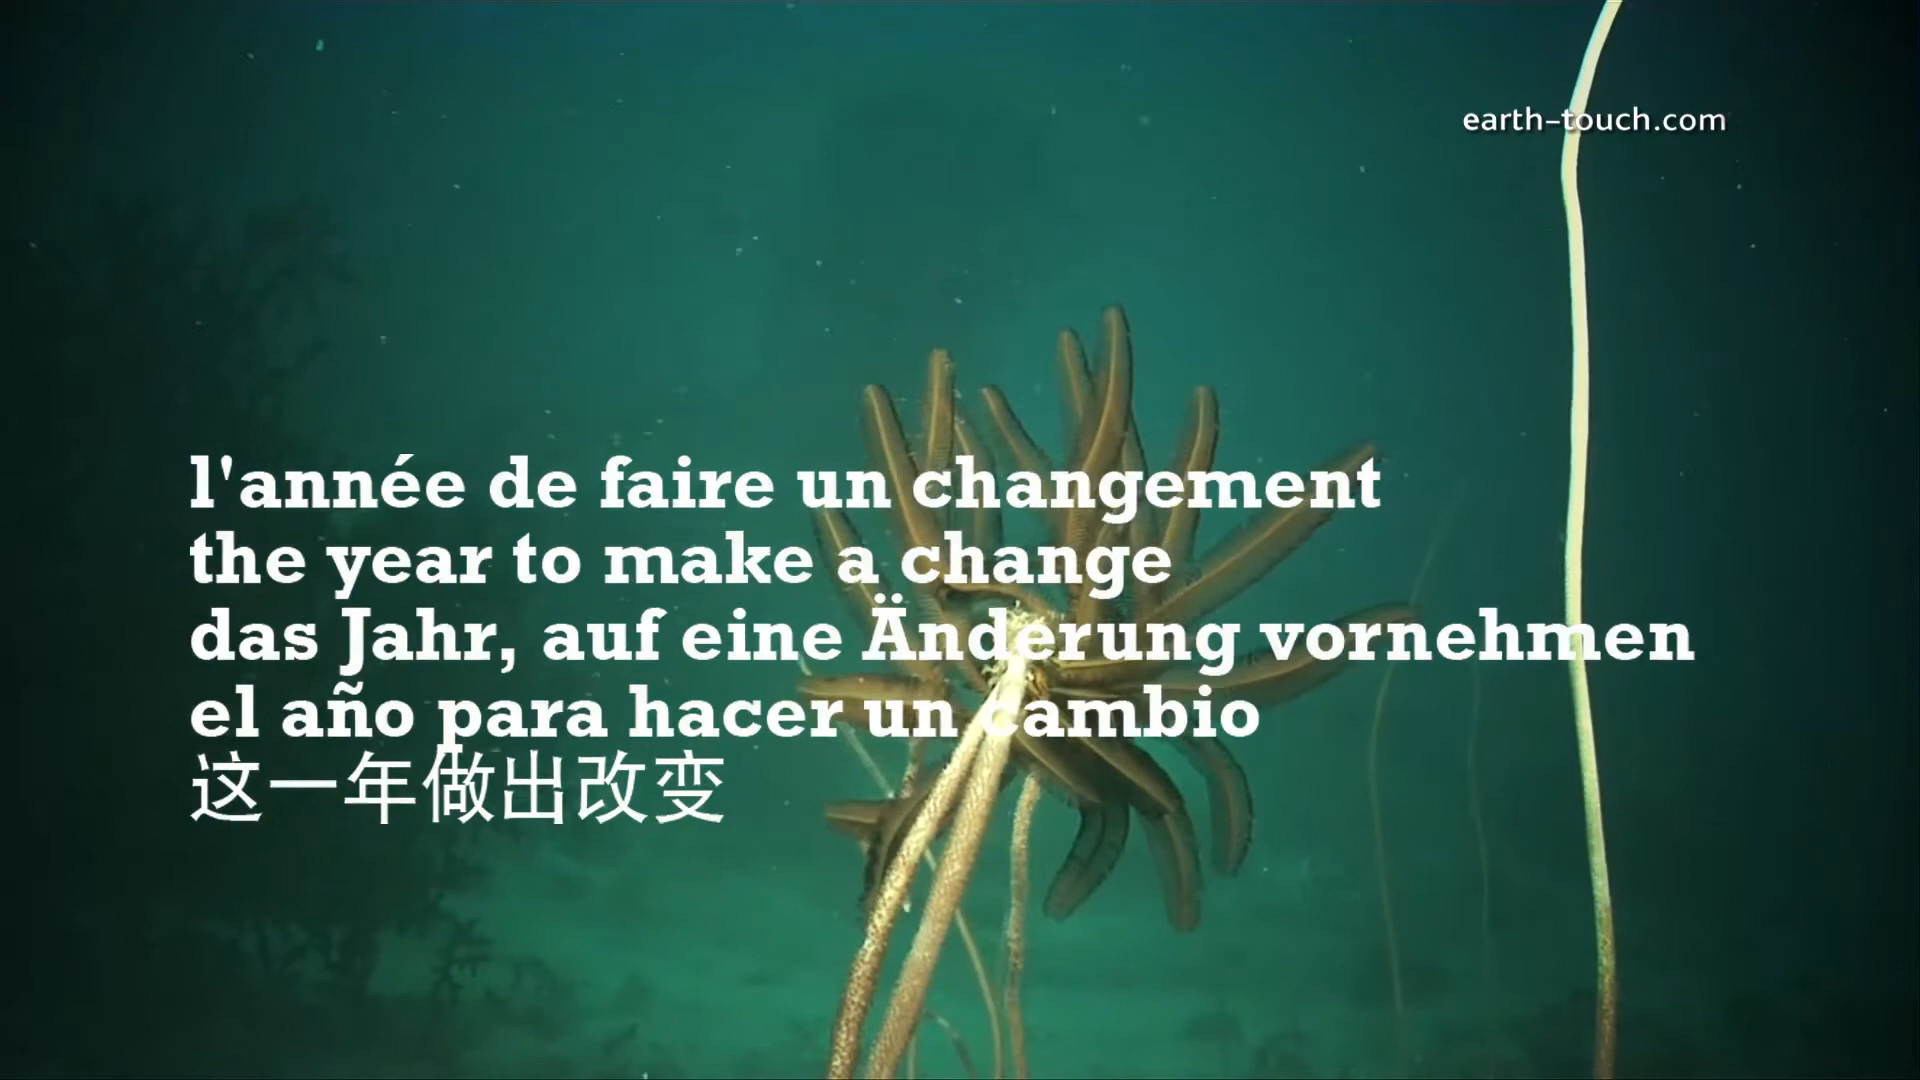 earth-touch.com
l'année de faire un changement
the year to make a change
das Jahr, auf eine Änderung vornehmen
el año para hacer un cambio
这一年做出改变